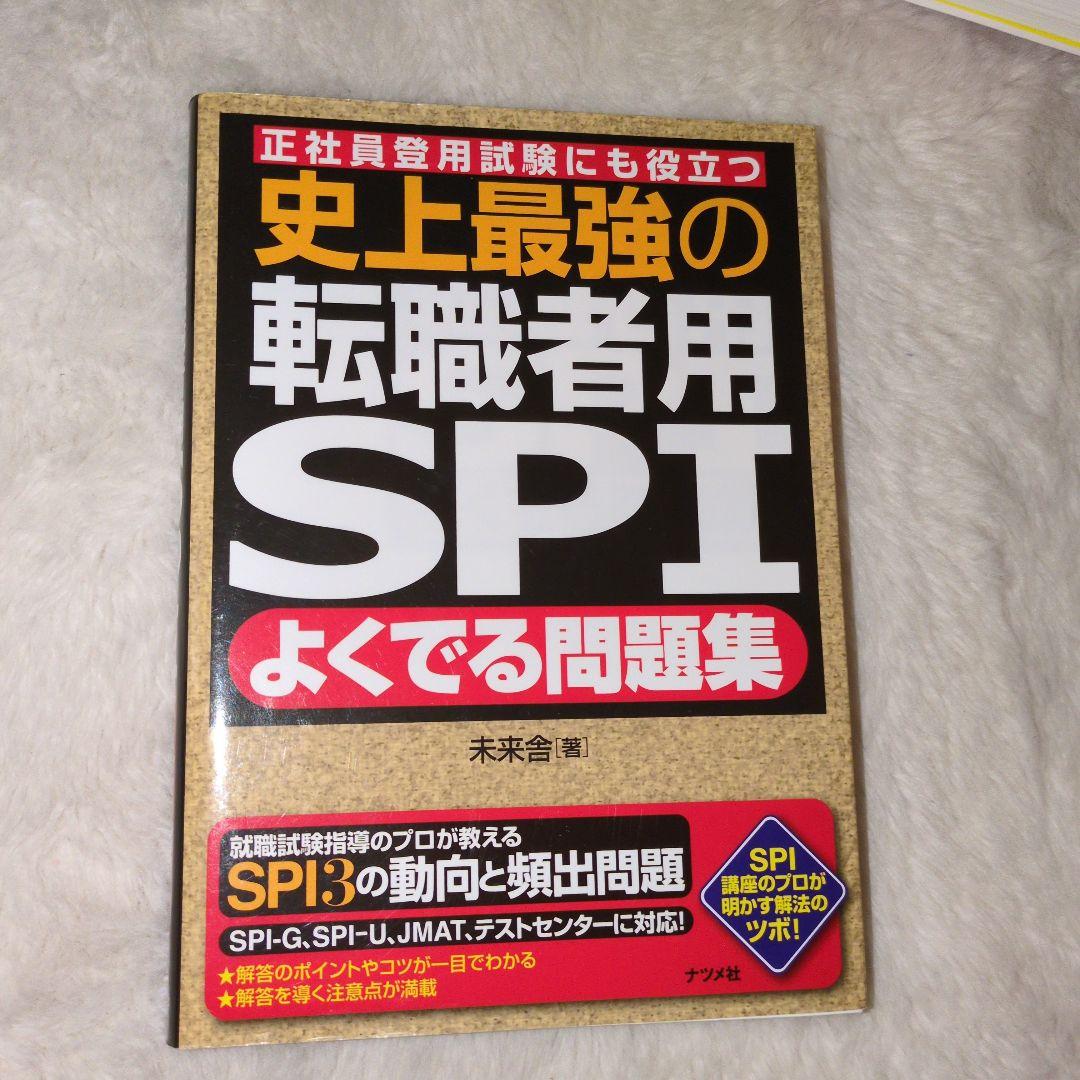 正社員登用試験にも役立つ
史上最強の
転職者用
SPI
よくでる問題集
未来舎[著]
就職試験指導のプロが教える
SPI3の動向と頻出問題
SPI-G、SPI-U、JMAT、テストセンターに対応!
★解答のポイントやコツが一目でわかる
★解答を導く注意点が満載
SPI
講座のプロが
明かす解法の
ツボ!
ナツメ社